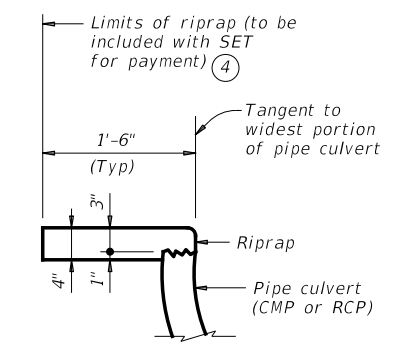 Limits of riprap (to be
included with SET
for payment) 4
Tangent to
widest portion
of pipe culvert
1'-6"
(Typ)
3"
Riprap
4"
1"
Pipe culvert
(CMP or RCP)